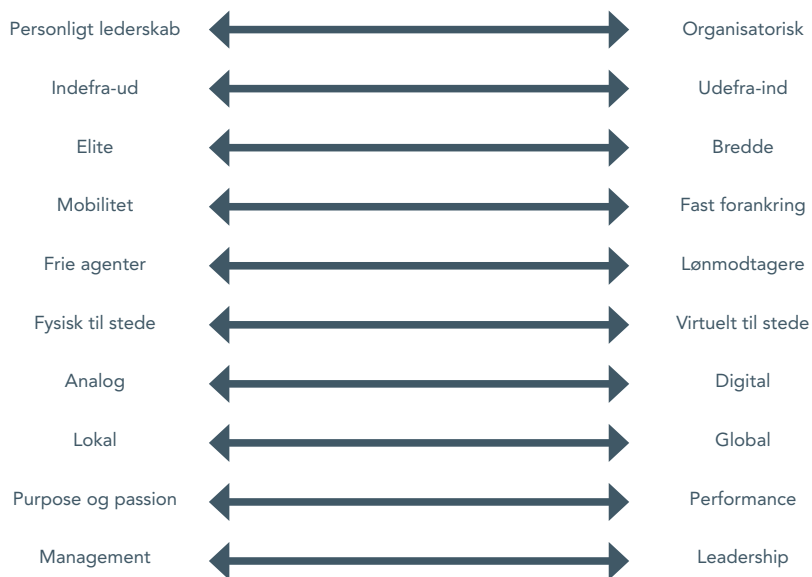 Personligt lederskab Organisatorisk
Indefra-ud Udefra-ind
Elite Bredde
Mobilitet Fast forankring
Frie agenter Lønmodtagere
Fysisk til stede Virtuelt til stede
Analog Digital
Lokal Global
Purpose og passion Performance
Management Leadership